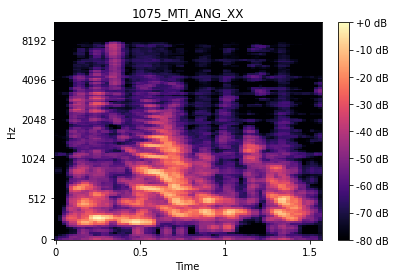 1075_MTI_ANG_XX
+0 dB
8192
-10 dB
4096
-20 dB
-30 dB
2048
Hz
-40 dB
1024
-50 dB
512
-60 dB
-70 dB
0
-80 dB
0
0.5
1
1.5
Time